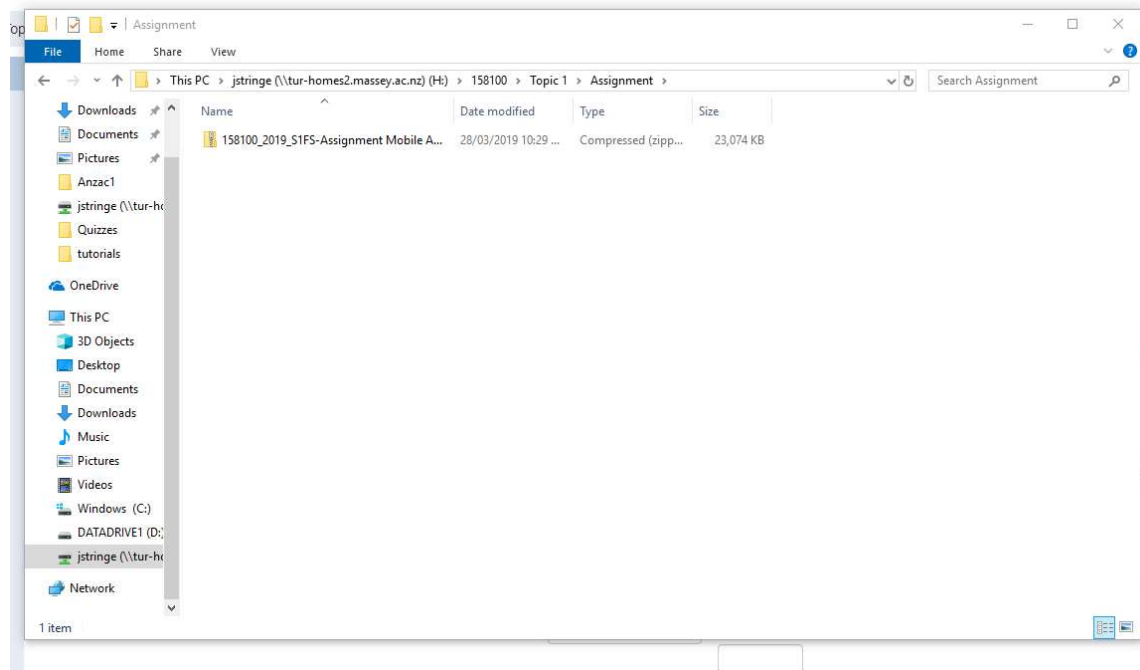 op
Assignment
File Home Share View
This PC > jstringe (\\tur-homes2.massey.ac.nz) (H:) > 158100 > Topic 1 > Assignment >
Search Assignment
Name Date modified Type Size
158100_2019_S1FS-Assignment Mobile A... 28/03/2019 10:29 ... Compressed (zipp... 23,074 KB
Downloads
Documents
Pictures
Anzac1
jstringe (\\tur-ho
Quizzes
tutorials
OneDrive
This PC
3D Objects
Desktop
Documents
Downloads
Music
Pictures
Videos
Windows (C:)
DATADRIVE1 (D:)
jstringe (\\tur-ho
Network
1 item